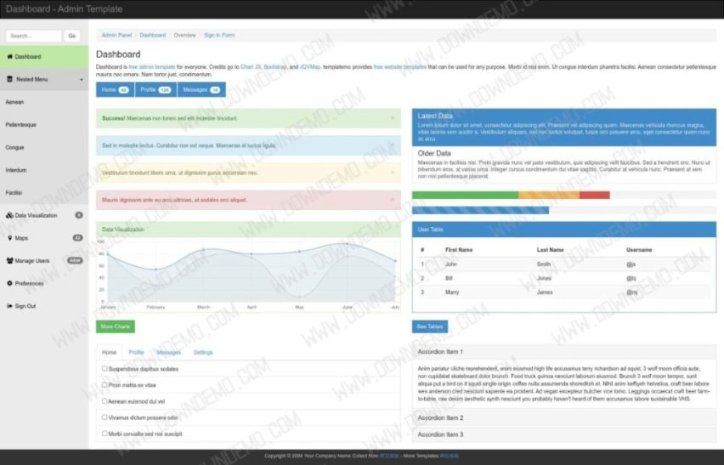 Dashboard - Admin Template
Search...
Go
Dashboard
Nested Menu
Aenean
Pellentesque
Congue
Interdum
Facilisi
Data Visualization 9
Maps 42
Manage Users
Preferences
Sign Out
Admin Panel / Dashboard / Overview / Sign In Form
Dashboard
Dashboard is free admin template for everyone. Credits go to Chart JS, Bootstrap, and JQVMap. templatemo provides free website templates that can be used for any purpose. Morbi id nisi enim. Ut congue interdum pharetra facilisi. Aenean consectetur pellentesque
mauris nec ornare. Nam tortor just, condimentum.
Home
Profile
Messages
Success! Maecenas non lorem sed elit molestie tincidunt.
×
Sed in molestie lectus. Curabitur non est neque. Maecenas at luctus ligula.
Vestibulum tincidunt libero urna, ut dignissim purus accumsan nec.
×
Mauris dignissim ante eu arcu ultrices, at sodales orci aliquet.
×
Latest Data
Lorem ipsum dolor sit amet, consectetur adipiscing elit. Praesent vel adipiscing quam. Maecenas vehicula rhoncus magna,
vitae lacinia sem auctor a. Vestibulum aliquam, nisl nec luctus volutpat, turpis orci posuere arcu, eget consectetur quam nunc
ac eros.
Older Data
Maecenas in facilisis nisl. Proin gravida nunc vel justo vestibulum, quis adipiscing velit faucibus. Sed a hendrerit orci. Nunc ut
bibendum eros, at varius urna. Integer cursus condimentum dui vitae sagittis. Curabitur at vehicula nunc. Praesent at sem
non nisl pellentesque placerat.
Data Visualization
100
80
60
40
20
0
January February March April May June July
User Table
# First Name Last Name Username
1 John Smith @js
2 Bill Jones @bj
3 Marry James @mj
More Charts
See Tables
Home Profile Messages Settings
Suspendisse dapibus sodales
Proin mattis ex vitae
Aenean euismod dui vel
Vivamus dictum posuere odio
Morbi convallis sed nisi suscipit
Accordion Item 1
Anim pariatur cliche reprehenderit, enim eiusmod high life accusamus terry richardson ad squid. 3 wolf moon officia aute,
non cupidatat skateboard dolor brunch. Food truck quinoa nesciunt laborum eiusmod. Brunch 3 wolf moon tempor, sunt
aliqua put a bird on it squid single-origin coffee nulla assumenda shoreditch et. Nihil anim keffiyeh helvetica, craft beer labore
wes anderson cred nesciunt sapiente ea proident. Ad vegan excepteur butcher vice lomo. Leggings occaecat craft beer farm-
to-table, raw denim aesthetic synth nesciunt you probably haven't heard of them accusamus labore sustainable VHS.
Accordion Item 2
Accordion Item 3
Copyright © 2084 Your Company Name Collect from - More Templates
WWW.DOWNDEMO.COM